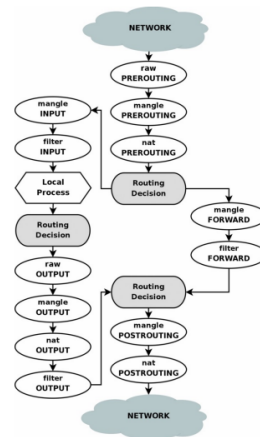 NETWORK
raw
PREROUTING
mangle
PREROUTING
nat
PREROUTING
Routing
Decision
mangle
INPUT
filter
INPUT
Local
Process
Routing
Decision
raw
OUTPUT
mangle
OUTPUT
nat
OUTPUT
filter
OUTPUT
mangle
FORWARD
filter
FORWARD
Routing
Decision
mangle
POSTROUTING
nat
POSTROUTING
NETWORK